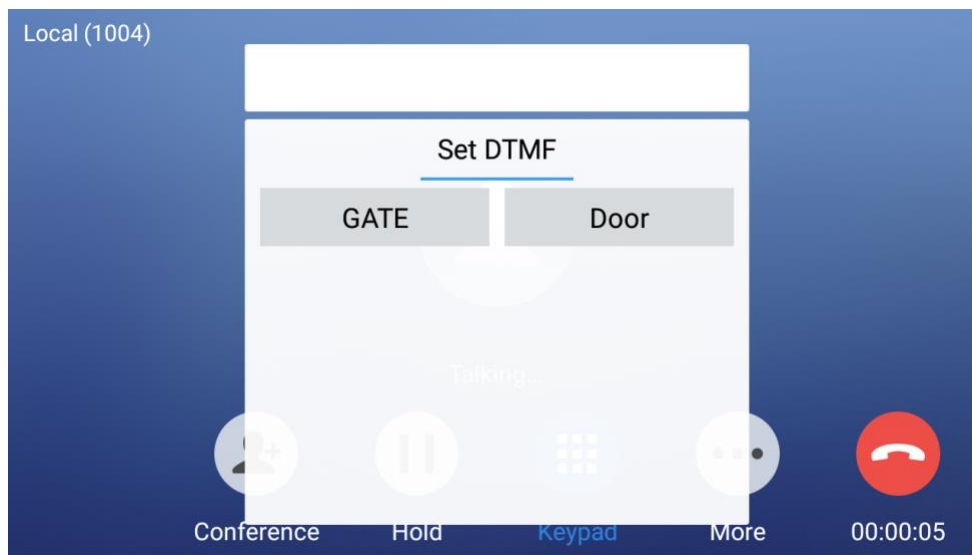 Local (1004)
Set DTMF
GATE Door
Talking...
Conference Hold Keypad More 00:00:05